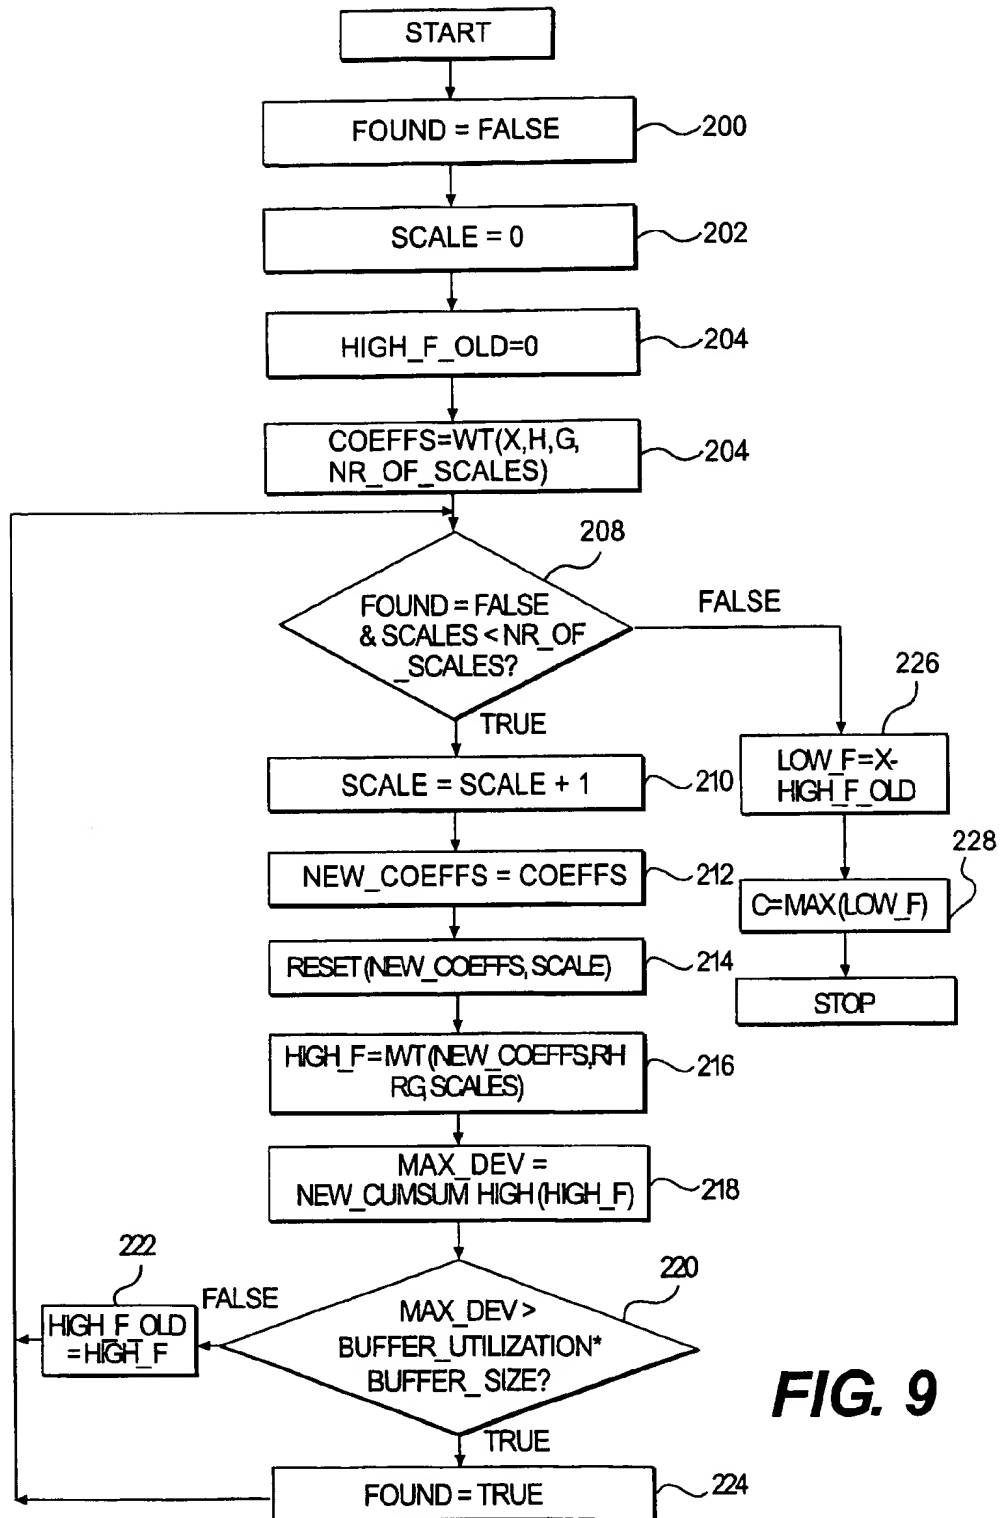 START
FOUND = FALSE
200
SCALE = 0
202
HIGH_F_OLD=0
204
COEFFS=WT(X,H,G,
NR_OF_SCALES)
204
208
FOUND = FALSE
& SCALES < NR_OF
_SCALES?
FALSE
TRUE
226
LOW_F=X-
HIGH_F_OLD
SCALE = SCALE + 1
210
228
NEW_COEFFS = COEFFS
212
C=MAX(LOW_F)
RESET(NEW_COEFFS,SCALE)
214
STOP
HIGH_F=IWT(NEW_COEFFS,RH
RG,SCALES)
216
MAX_DEV =
NEW_CUMSUM HIGH (HIGH_F)
218
222
220
FALSE
HIGH_F_OLD
=HIGH_F
MAX_DEV >
BUFFER_UTILIZATION*
BUFFER_SIZE?
FIG. 9
TRUE
FOUND = TRUE
224